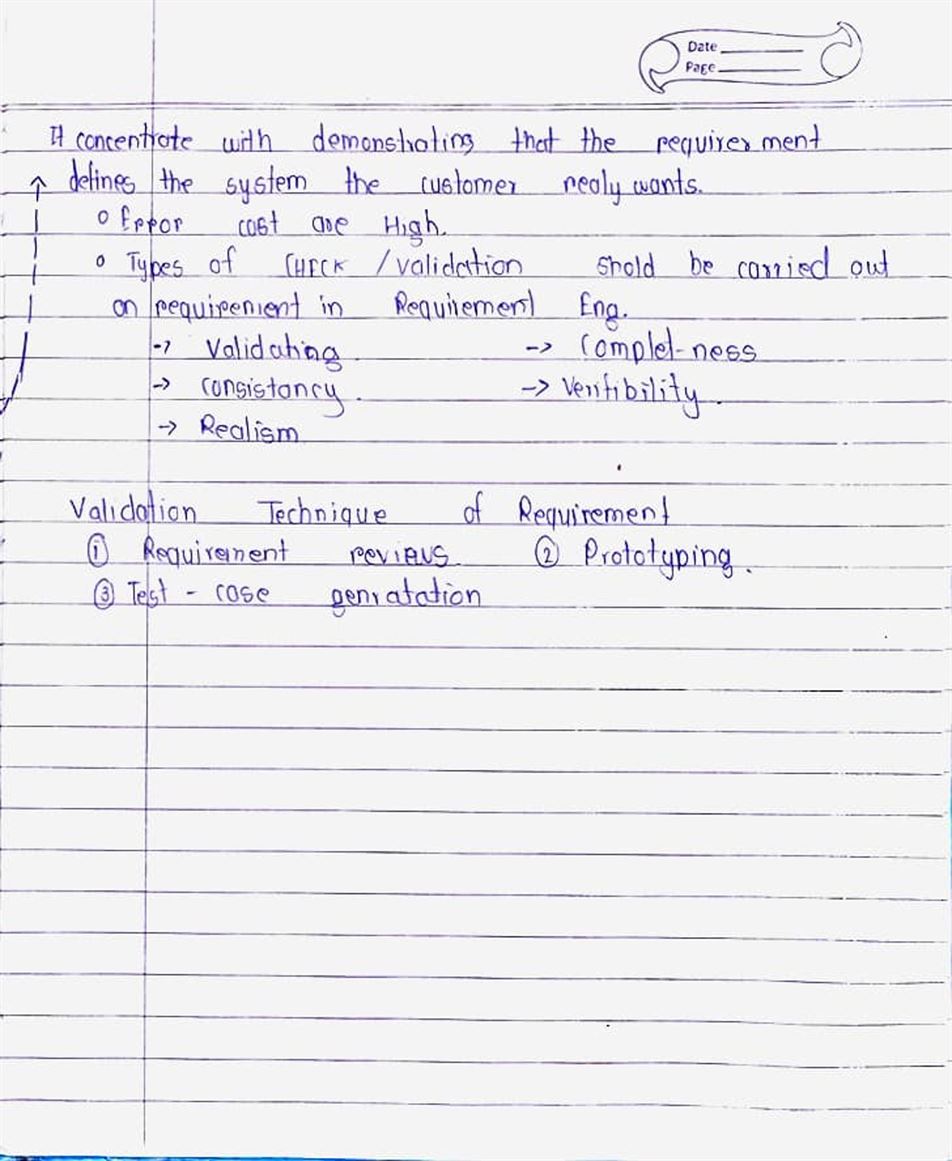 Date
Page
It concentrate with demonstrating that the requirement
defines the system the customer realy wants.
o Error cost are High.
o Types of CHECK / validation shold be carried out
on requirement in Requirement Eng.
-> Validating -> Complet-ness
-> Consistancy. -> Verifibility.
-> Realism
Validation Technique of Requirement
① Requirement reviews ② Prototyping.
③ Test - case genratation